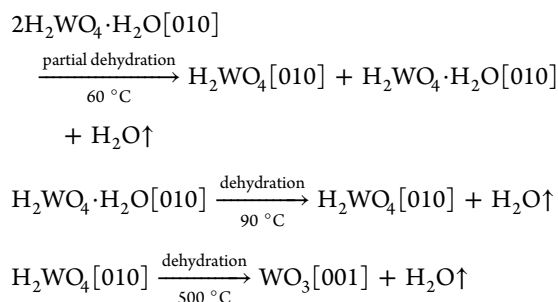 2H₂WO₄·H₂O[010]
partial dehydration
60 °C
H₂WO₄[010] + H₂WO₄·H₂O[010]
+ H₂O↑
H₂WO₄·H₂O[010] dehydration 90 °C H₂WO₄[010] + H₂O↑
H₂WO₄[010] dehydration 500 °C WO₃[001] + H₂O↑